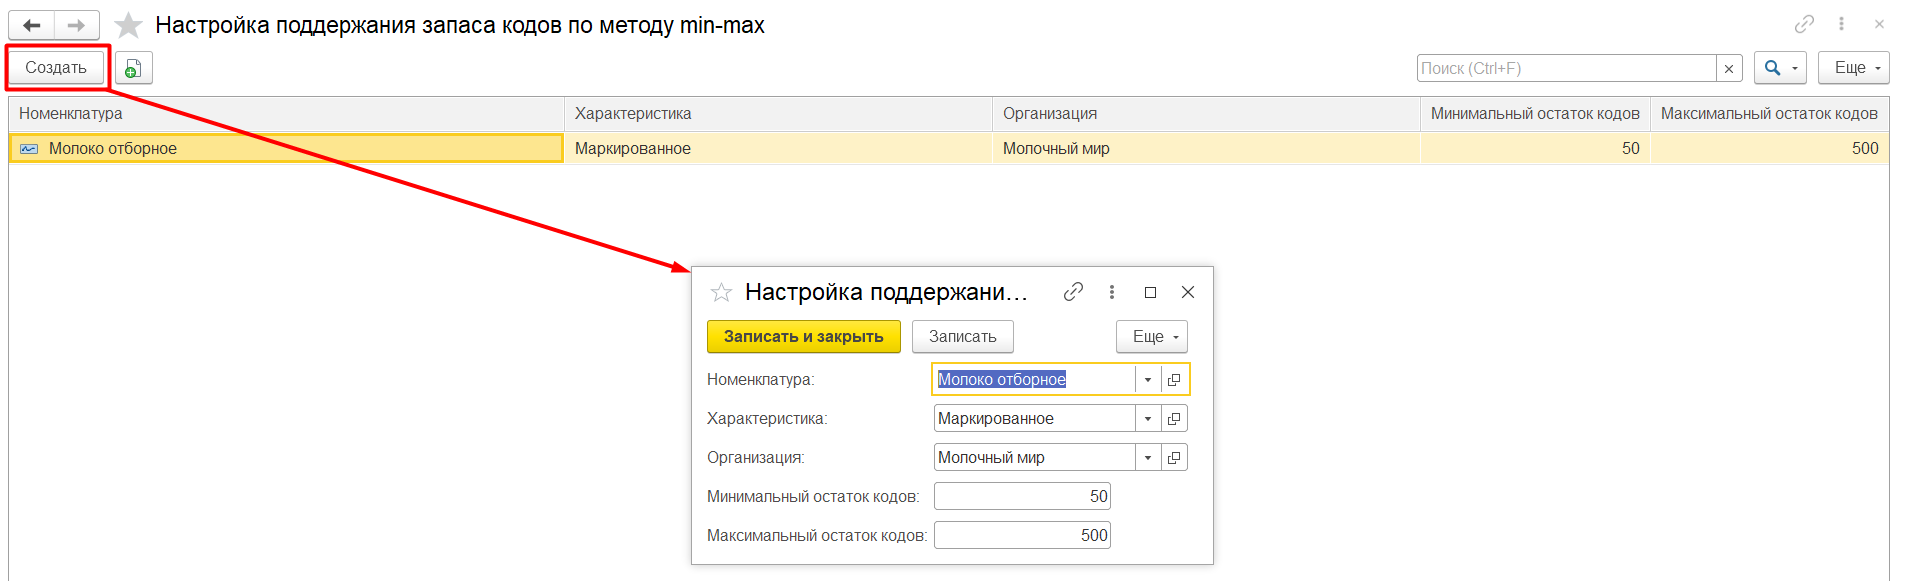 Настройка поддержания запаса кодов по методу min-max
Создать
Поиск (Ctrl+F)
Еще
Номенклатура Характеристика Организация Минимальный остаток кодов Максимальный остаток кодов
Молоко отборное Маркированное Молочный мир 50 500
Настройка поддержани...
Записать и закрыть Записать Еще
Номенклатура: Молоко отборное
Характеристика: Маркированное
Организация: Молочный мир
Минимальный остаток кодов: 50
Максимальный остаток кодов: 500